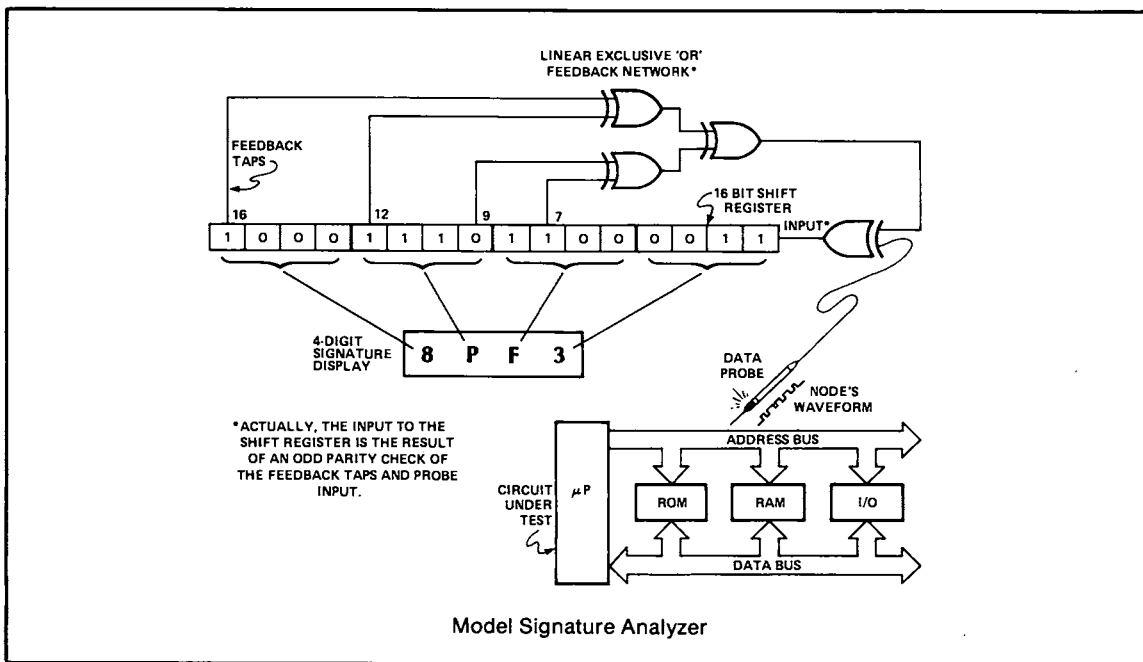 LINEAR EXCLUSIVE 'OR'
FEEDBACK NETWORK*
FEEDBACK
TAPS
16 BIT SHIFT
REGISTER
16 12 9 7
INPUT*
1 0 0 0 1 1 1 0 1 1 0 0 0 0 1 1
4-DIGIT
SIGNATURE
DISPLAY
8 P F 3
DATA
PROBE
NODE'S
WAVEFORM
*ACTUALLY, THE INPUT TO THE
SHIFT REGISTER IS THE RESULT
OF AN ODD PARITY CHECK OF
THE FEEDBACK TAPS AND PROBE
INPUT.
CIRCUIT
UNDER
TEST
μP
ADDRESS BUS
ROM RAM I/O
DATA BUS
Model Signature Analyzer